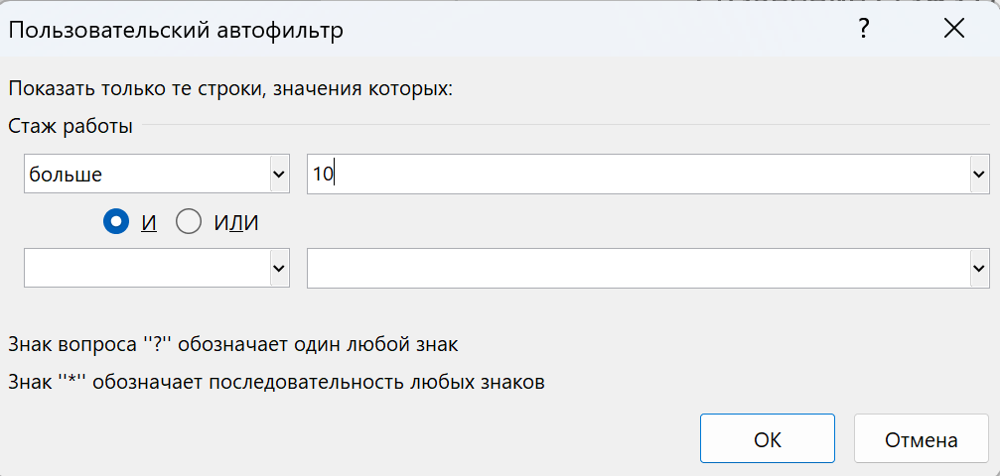 Пользовательский автофильтр ?
Показать только те строки, значения которых:
Стаж работы
больше 10
И ИЛИ
Знак вопроса "?" обозначает один любой знак
Знак "*" обозначает последовательность любых знаков
ОК Отмена